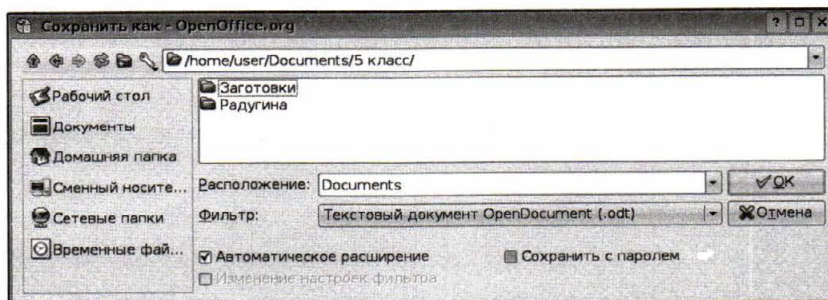 Сохранить как - OpenOffice.org
/home/user/Documents/5 класс/
Рабочий стол
Документы
Домашняя папка
Сменный носите...
Сетевые папки
Временные фай...
Заготовки
Радугина
Расположение: Documents
OK
Фильтр: Текстовый документ OpenDocument (.odt)
Отмена
Автоматическое расширение
Сохранить с паролем
Изменение настроек фильтра